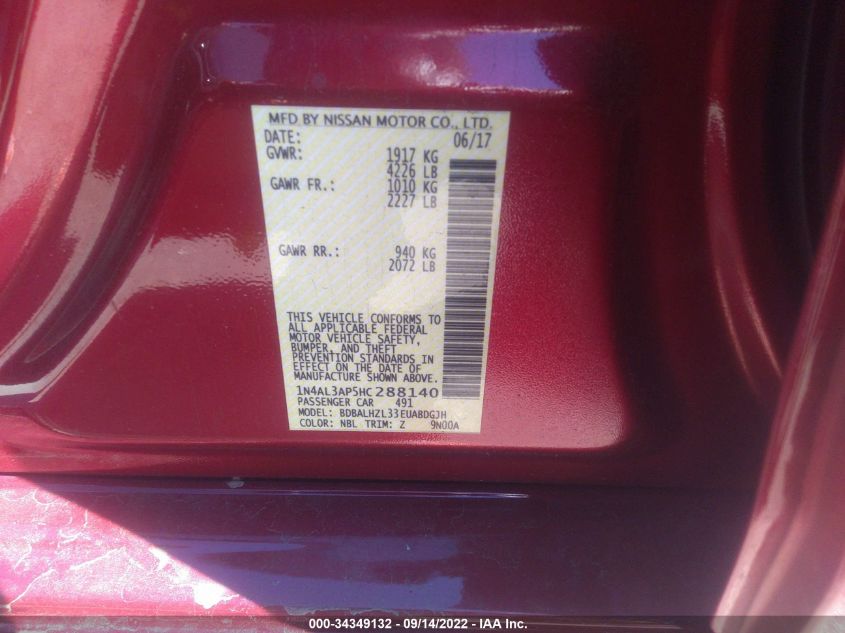 MFD BY NISSAN MOTOR CO., LTD.
DATE: 06/17
GVWR: 1917 KG
4226 LB
GAWR FR.: 1010 KG
2227 LB
GAWR RR.: 940 KG
2072 LB
THIS VEHICLE CONFORMS TO
ALL APPLICABLE FEDERAL
MOTOR VEHICLE SAFETY,
BUMPER, AND THEFT
PREVENTION STANDARDS IN
EFFECT ON THE DATE OF
MANUFACTURE SHOWN ABOVE.
1N4AL3AP5HC288140
PASSENGER CAR 491
MODEL: BDBALHZL33EUABDGJH
COLOR: NBL TRIM: Z 9N00A
000-34349132 - 09/14/2022 - IAA Inc.